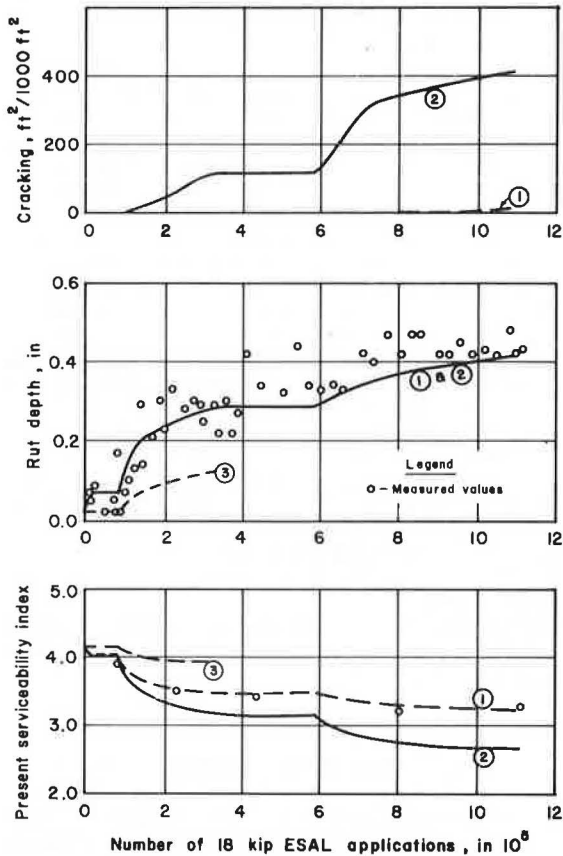 Cracking, ft²/1000 ft²
400
200
0
②
①
0 2 4 6 8 10 12
Rut depth, in
0.6
0.4
0.2
0.0
① & ②
③
Legend
o - Measured values
0 2 4 6 8 10 12
Present serviceability index
5.0
4.0
3.0
2.0
③
①
②
0 2 4 6 8 10 12
Number of 18 kip ESAL applications, in 10⁵